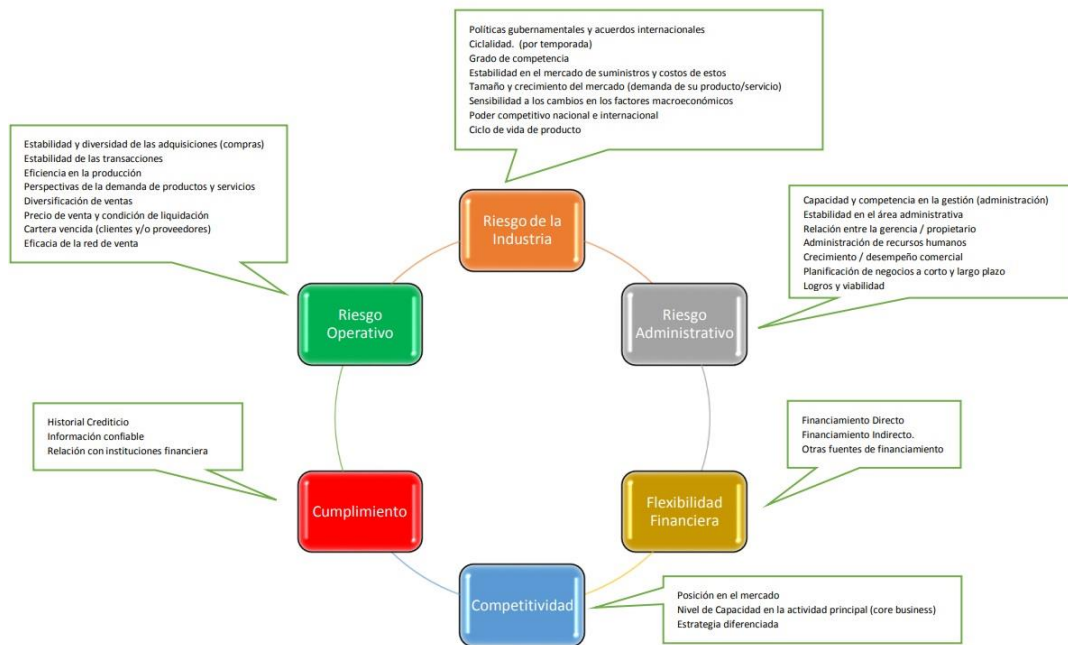 Políticas gubernamentales y acuerdos internacionales
Ciclalidad. (por temporada)
Grado de competencia
Estabilidad en el mercado de suministros y costos de estos
Tamaño y crecimiento del mercado (demanda de su producto/servicio)
Sensibilidad a los cambios en los factores macroeconómicos
Poder competitivo nacional e internacional
Ciclo de vida de producto
Estabilidad y diversidad de las adquisiciones (compras)
Estabilidad de las transacciones
Eficiencia en la producción
Perspectivas de la demanda de productos y servicios
Diversificación de ventas
Precio de venta y condición de liquidación
Cartera vencida (clientes y/o proveedores)
Eficacia de la red de venta
Riesgo de la
Industria
Capacidad y competencia en la gestión (administración)
Estabilidad en el área administrativa
Relación entre la gerencia / propietario
Administración de recursos humanos
Crecimiento / desempeño comercial
Planificación de negocios a corto y largo plazo
Logros y viabilidad
Riesgo
Operativo
Riesgo
Administrativo
Historial Crediticio
Información confiable
Relación con instituciones financiera
Financiamiento Directo
Financiamiento Indirecto.
Otras fuentes de financiamiento
Cumplimiento
Flexibilidad
Financiera
Competitividad
Posición en el mercado
Nivel de Capacidad en la actividad principal (core business)
Estrategia diferenciada